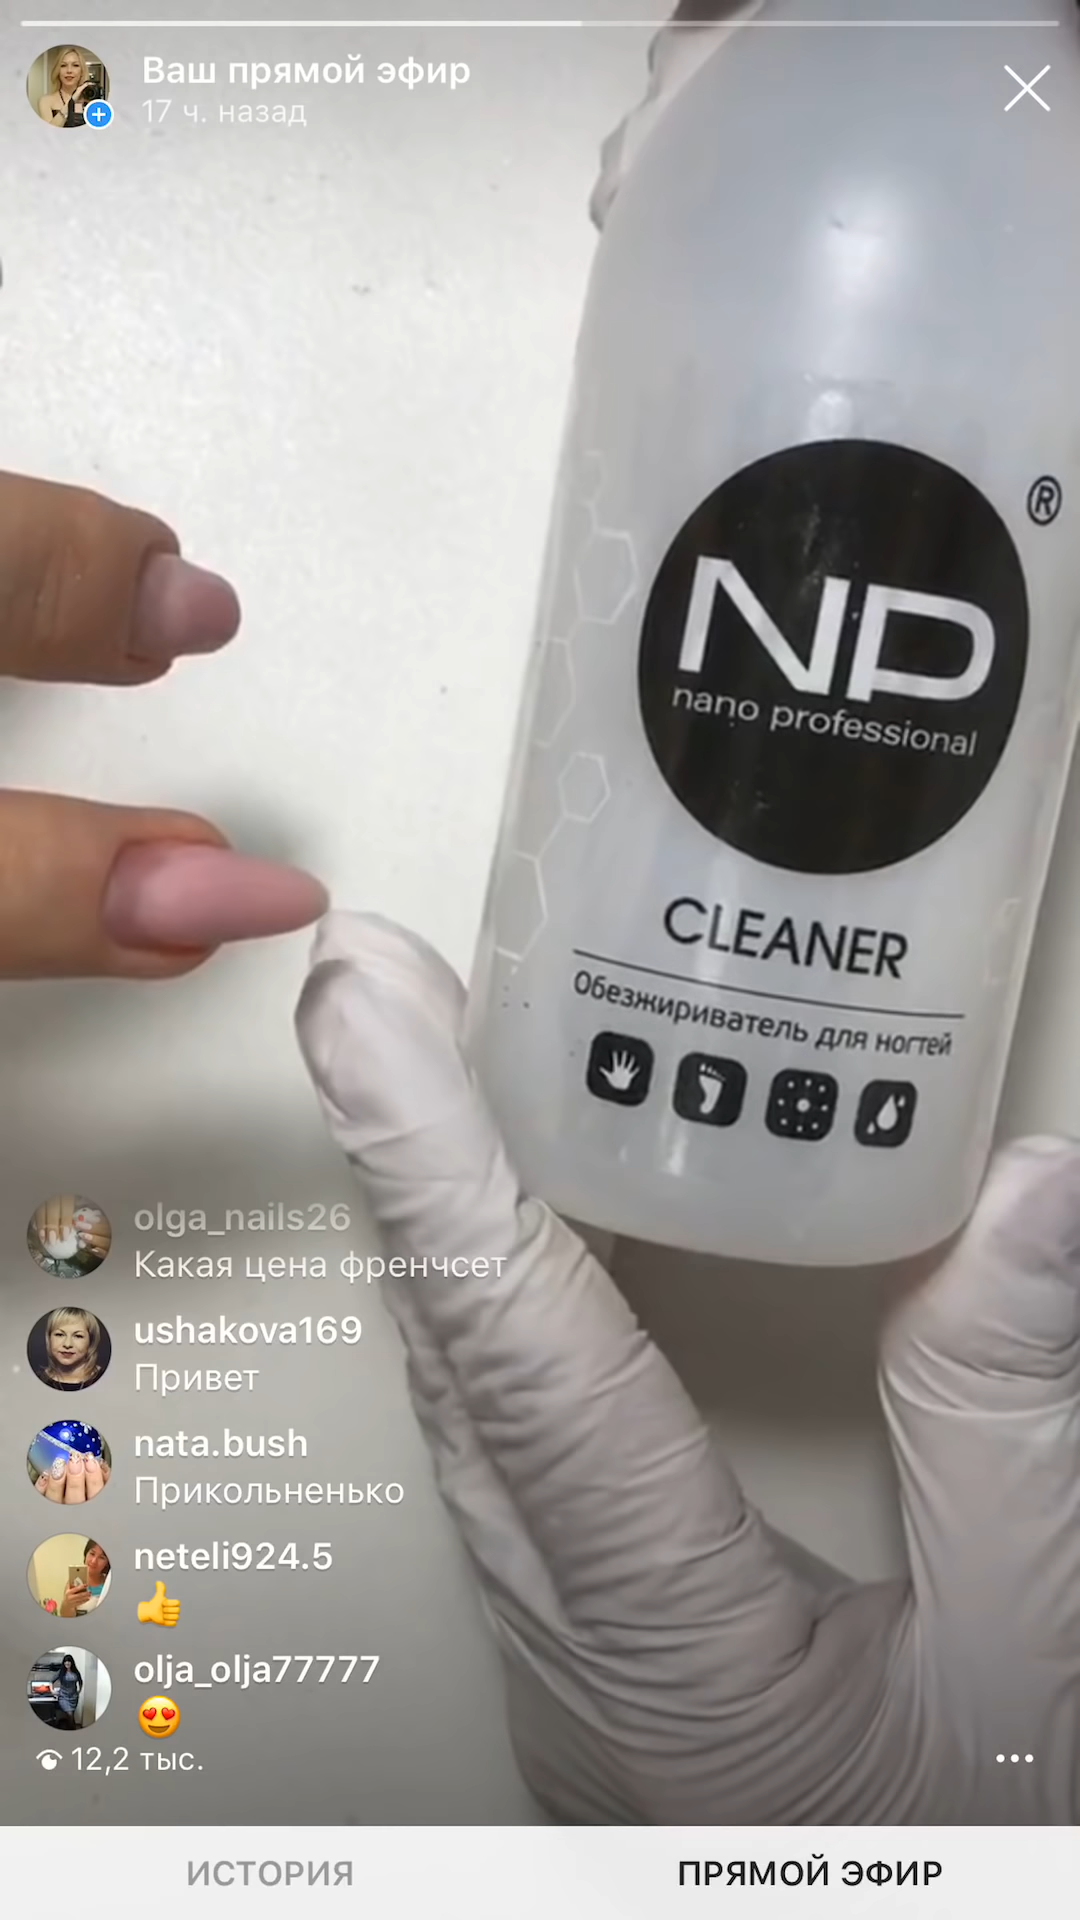 Ваш прямой эфир
17 ч. назад
®
NP
nano professional
CLEANER
Обезжириватель для ногтей
olga_nails26
Какая цена френчсет
ushakova169
Привет
nata.bush
Прикольненько
neteli924.5
👍
olja_olja77777
😍
12,2 тыс.
ИСТОРИЯ
ПРЯМОЙ ЭФИР